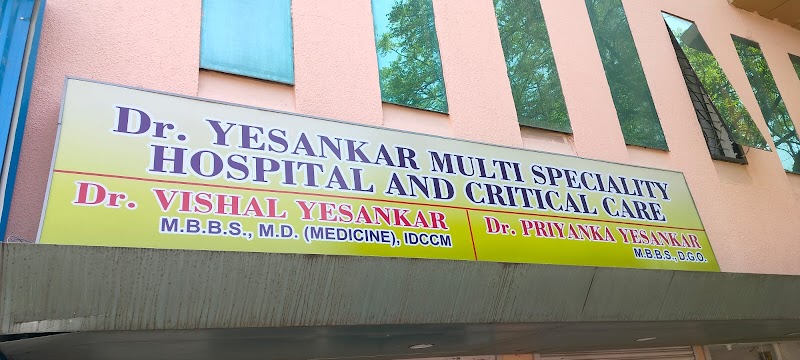 Dr. YESANKAR MULTI SPECIALITY
HOSPITAL AND CRITICAL CARE
Dr. VISHAL YESANKAR
M.B.B.S., M.D. (MEDICINE), IDCCM
Dr. PRIYANKA YESANKAR
M.B.B.S., D.G.O.